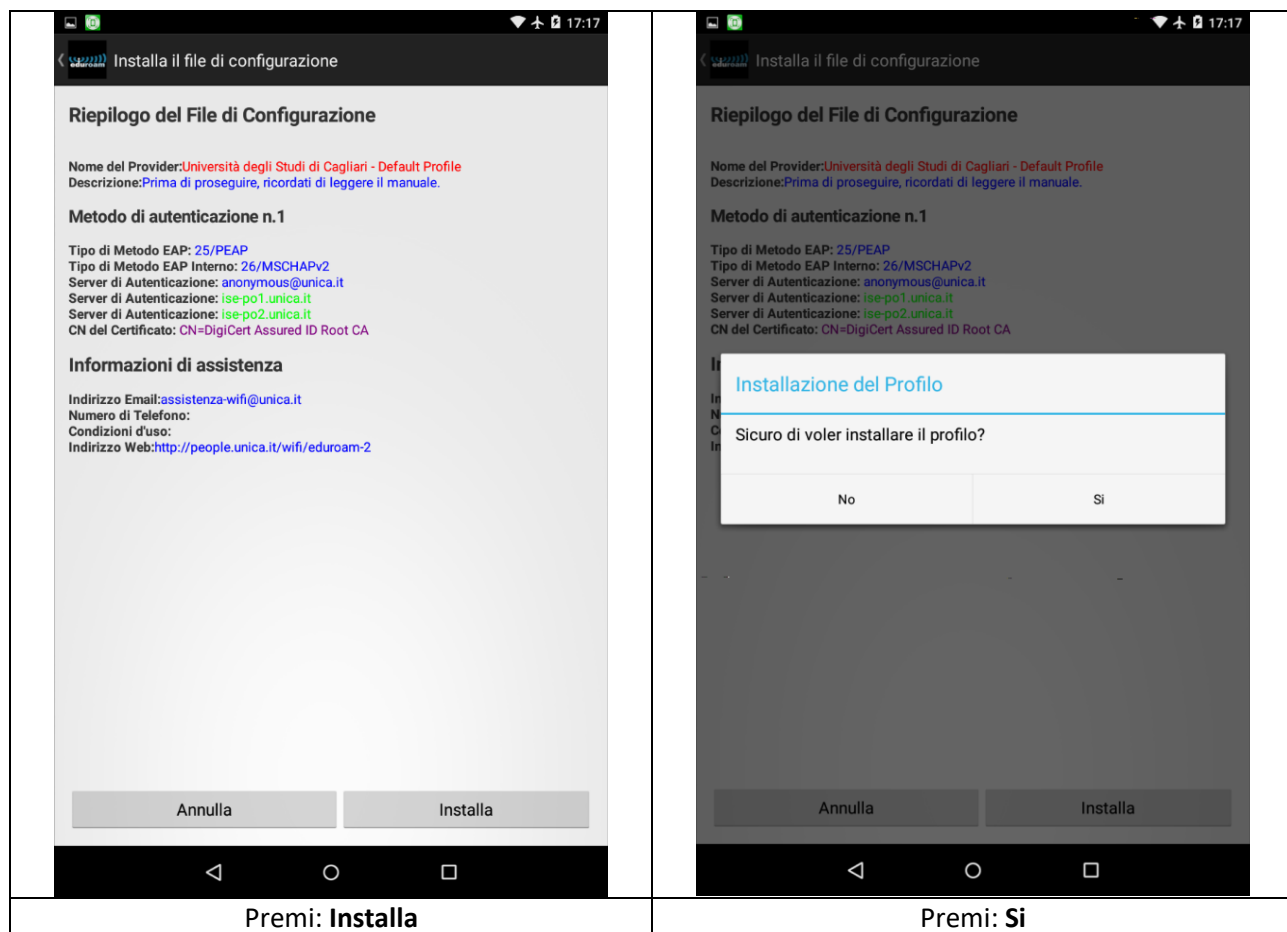 17:17
eduroam Installa il file di configurazione
Riepilogo del File di Configurazione
Nome del Provider:Università degli Studi di Cagliari - Default Profile
Descrizione:Prima di proseguire, ricordati di leggere il manuale.
Metodo di autenticazione n.1
Tipo di Metodo EAP: 25/PEAP
Tipo di Metodo EAP Interno: 26/MSCHAPv2
Server di Autenticazione: anonymous@unica.it
Server di Autenticazione: ise-po1.unica.it
Server di Autenticazione: ise-po2.unica.it
CN del Certificato: CN=DigiCert Assured ID Root CA
Informazioni di assistenza
Indirizzo Email:assistenza-wifi@unica.it
Numero di Telefono:
Condizioni d'uso:
Indirizzo Web:http://people.unica.it/wifi/eduroam-2
Annulla Installa
Premi: Installa
17:17
eduroam Installa il file di configurazione
Riepilogo del File di Configurazione
Nome del Provider:Università degli Studi di Cagliari - Default Profile
Descrizione:Prima di proseguire, ricordati di leggere il manuale.
Metodo di autenticazione n.1
Tipo di Metodo EAP: 25/PEAP
Tipo di Metodo EAP Interno: 26/MSCHAPv2
Server di Autenticazione: anonymous@unica.it
Server di Autenticazione: ise-po1.unica.it
Server di Autenticazione: ise-po2.unica.it
CN del Certificato: CN=DigiCert Assured ID Root CA
Installazione del Profilo
Sicuro di voler installare il profilo?
No Si
Annulla Installa
Premi: Si